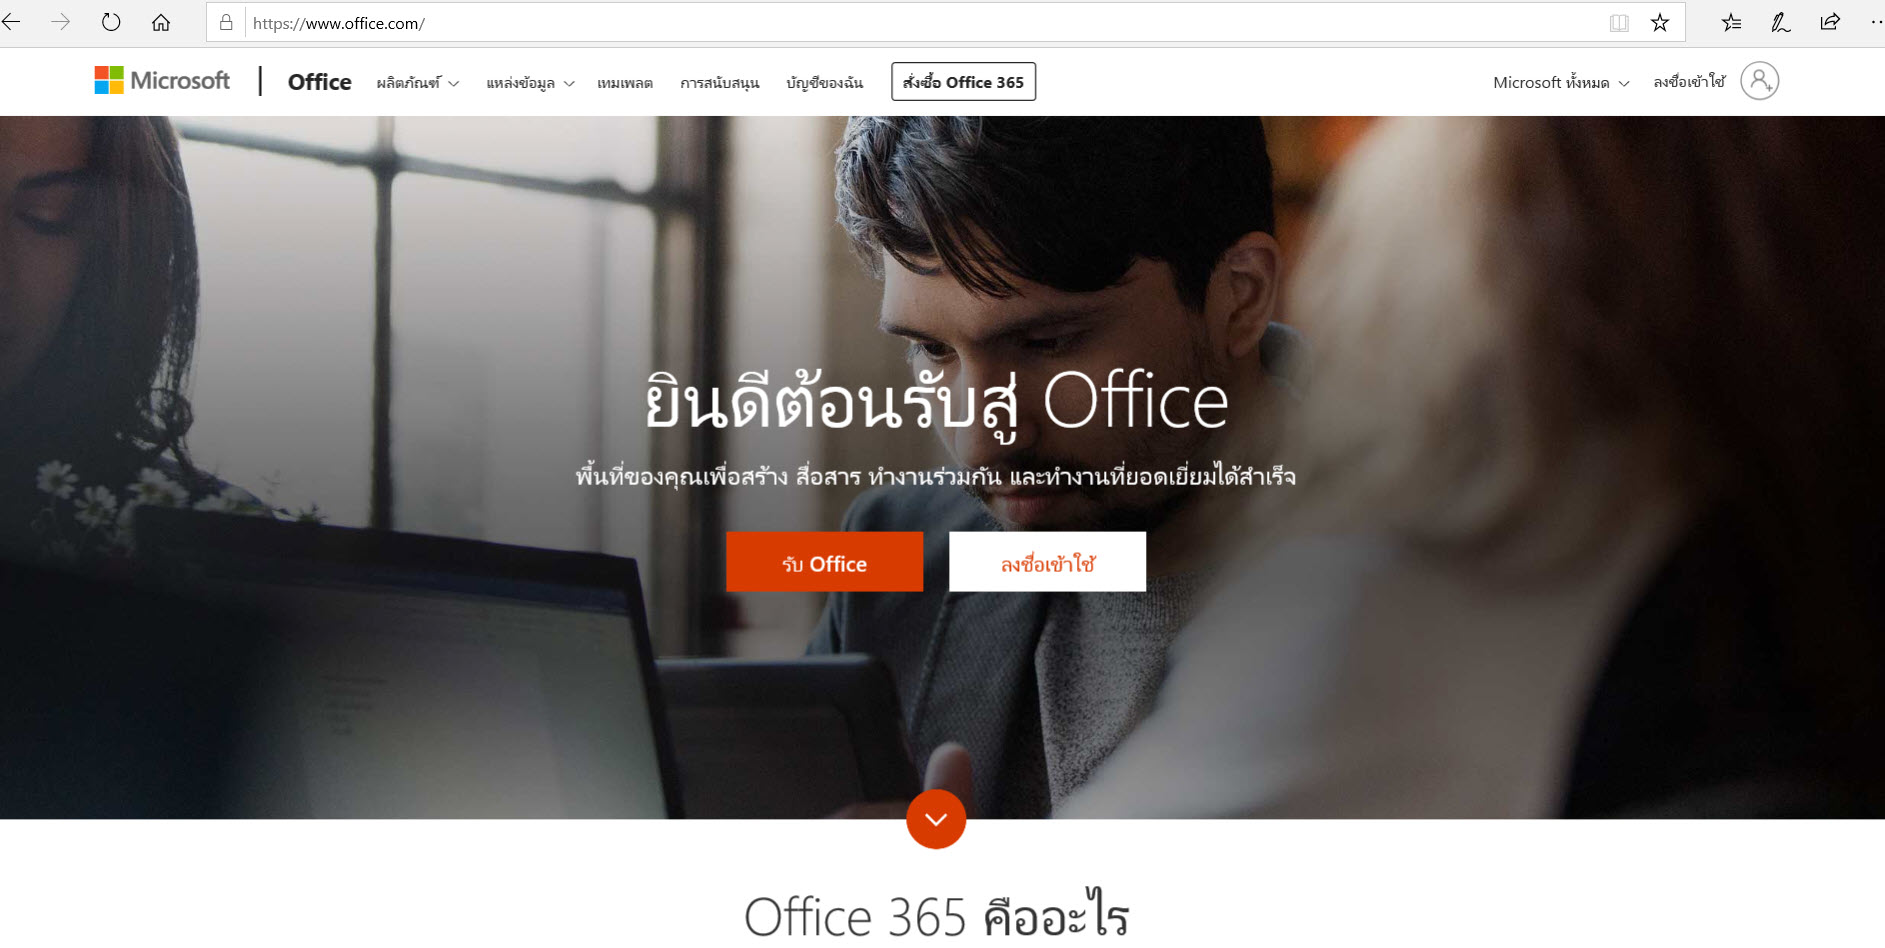 https://www.office.com/
Microsoft Office ผลิตภัณฑ์ แหล่งข้อมูล เทมเพลต การสนับสนุน บัญชีของฉัน สั่งซื้อ Office 365 Microsoft ทั้งหมด ลงชื่อเข้าใช้
ยินดีต้อนรับสู่ Office
พื้นที่ของคุณเพื่อสร้าง สื่อสาร ทำงานร่วมกัน และทำงานที่ยอดเยี่ยมได้สำเร็จ
รับ Office ลงชื่อเข้าใช้
Office 365 คืออะไร